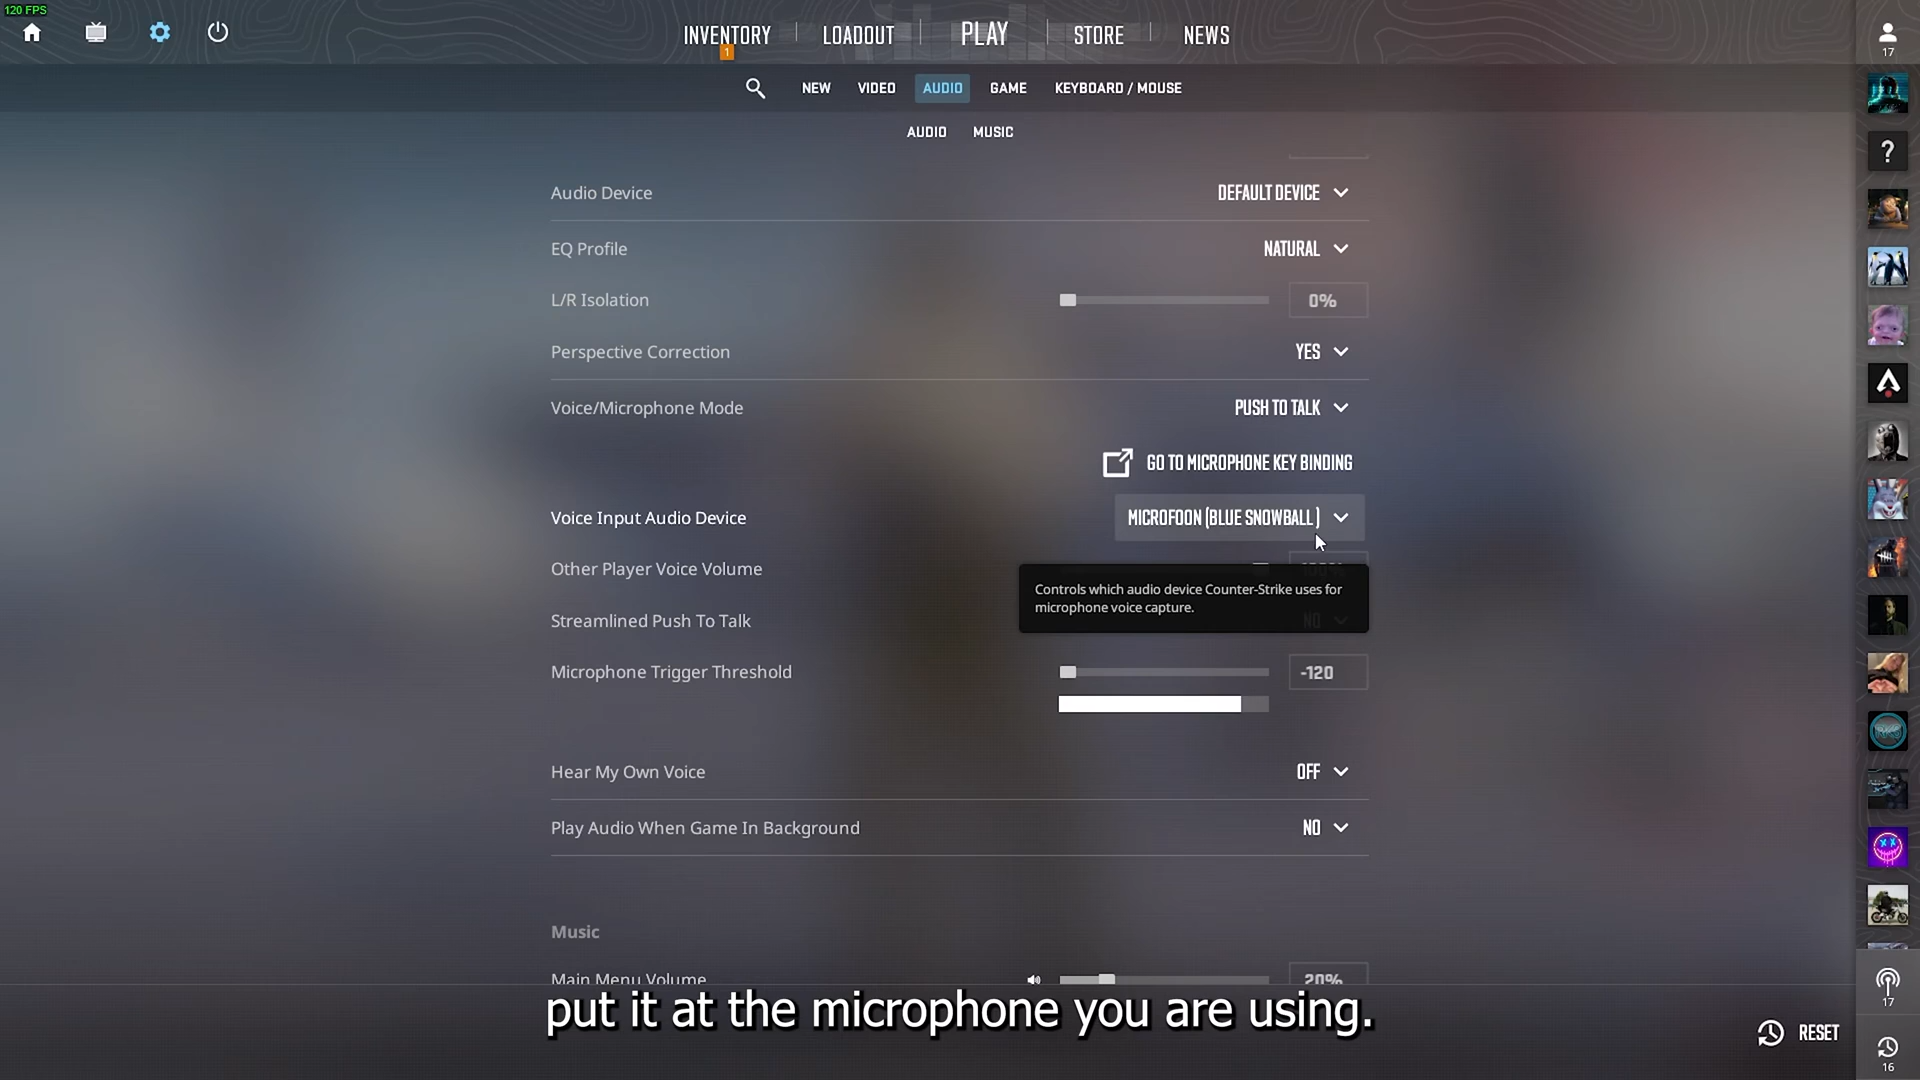 120 FPS
INVENTORY
1
LOADOUT
PLAY
STORE
NEWS
17
NEW
VIDEO
AUDIO
GAME
KEYBOARD / MOUSE
AUDIO
MUSIC
?
Audio Device
DEFAULT DEVICE
EQ Profile
NATURAL
L/R Isolation
0%
Perspective Correction
YES
Voice/Microphone Mode
PUSH TO TALK
GO TO MICROPHONE KEY BINDING
Voice Input Audio Device
MICROFOON (BLUE SNOWBALL )
Other Player Voice Volume
100%
Controls which audio device Counter-Strike uses for
microphone voice capture.
Streamlined Push To Talk
NO
Microphone Trigger Threshold
-120
Hear My Own Voice
OFF
Play Audio When Game In Background
NO
Music
Main Menu Volume
20%
put it at the microphone you are using.
17
RESET
16